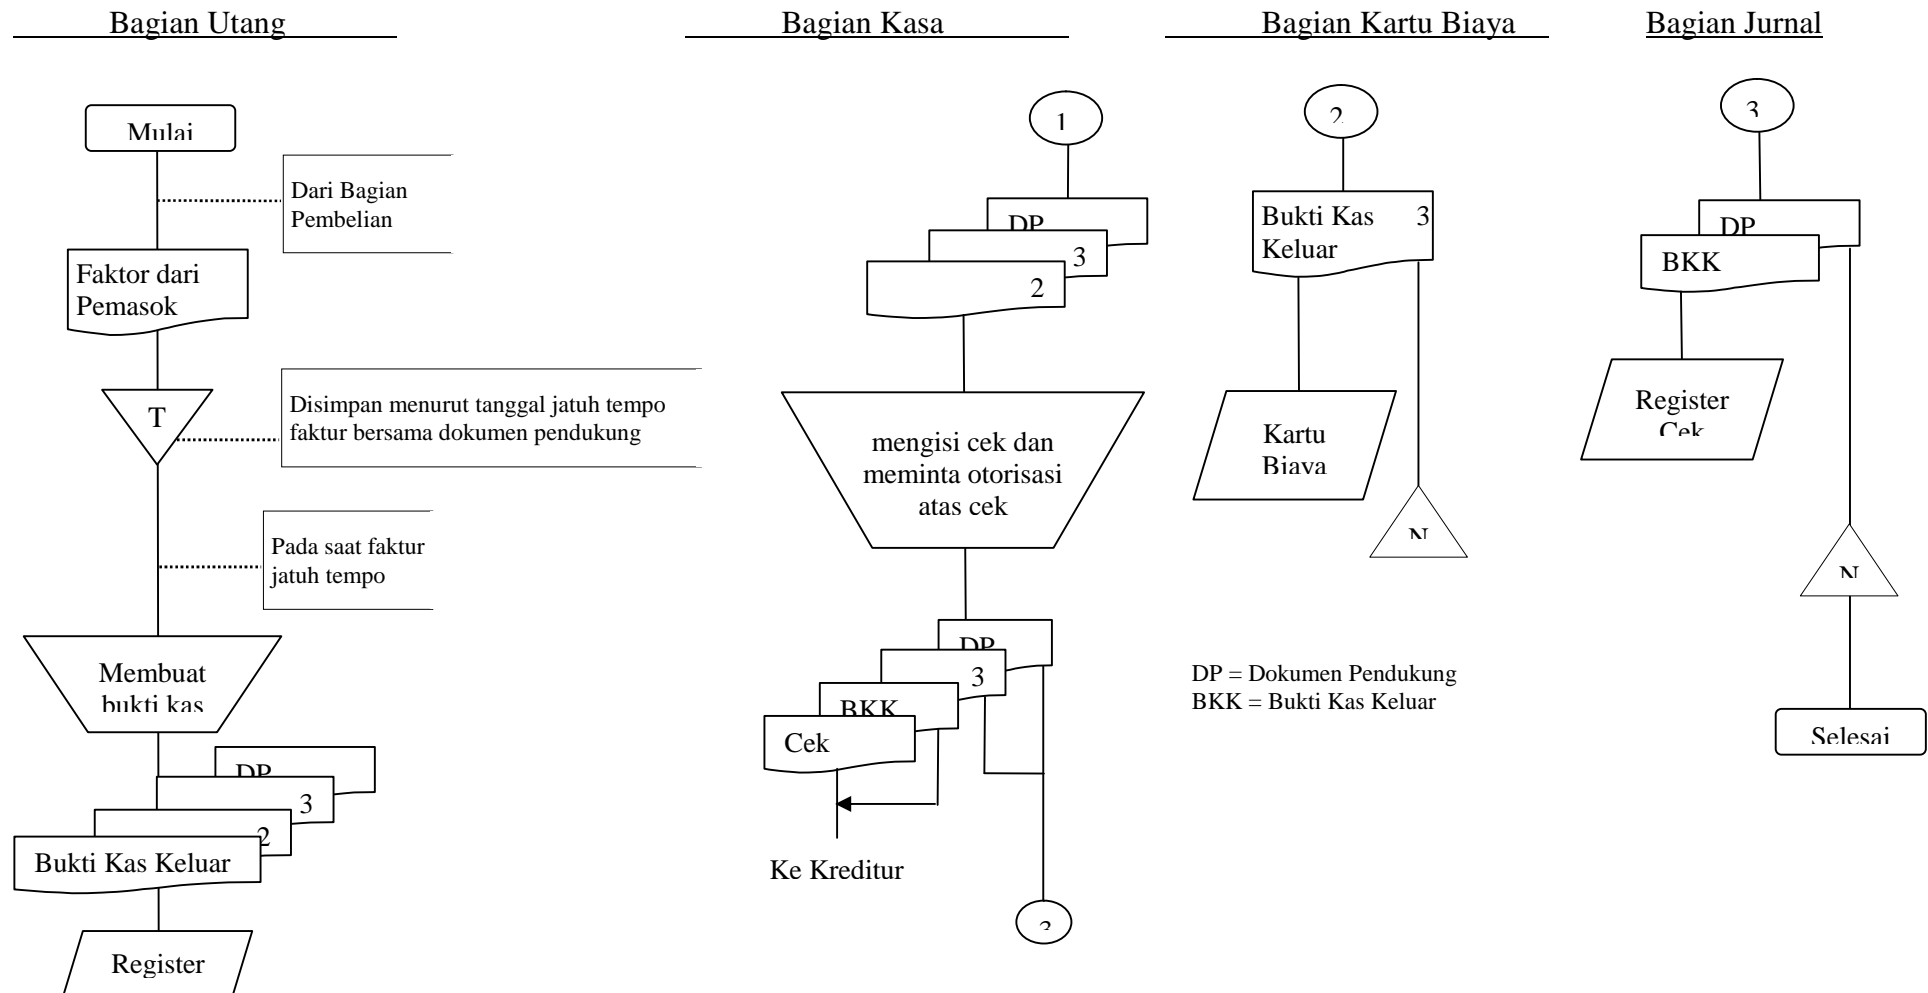 Bagian Utang
Bagian Kasa
Bagian Kartu Biaya
Bagian Jurnal
Mulai
Dari Bagian
Pembelian
Faktor dari
Pemasok
T
Disimpan menurut tanggal jatuh tempo
faktur bersama dokumen pendukung
Pada saat faktur
jatuh tempo
Membuat
bukti kas
DP
3
2
Bukti Kas Keluar
Register
1
DP
3
2
mengisi cek dan
meminta otorisasi
atas cek
DP
3
BKK
Cek
Ke Kreditur
3
2
Bukti Kas 3
Keluar
Kartu
Biaya
N
DP = Dokumen Pendukung
BKK = Bukti Kas Keluar
3
DP
BKK
Register
Cek
N
Selesai